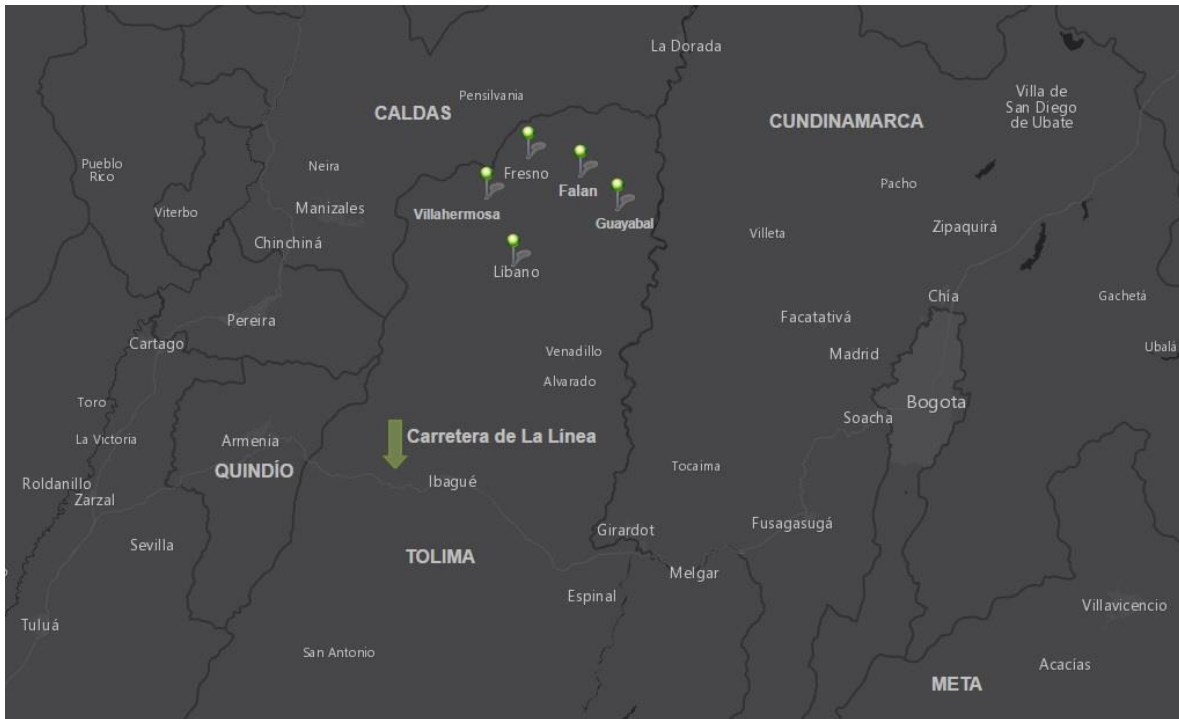 La Dorada
Villa de
San Diego
de Ubate
Pensilvania
CALDAS
CUNDINAMARCA
Pueblo
Rico
Neira
Fresno
Falan
Pacho
Viterbo
Manizales
Villahermosa
Guayabal
Villeta
Zipaquirá
Chinchiná
Líbano
Chía
Gachetá
Pereira
Facatativá
Cartago
Venadillo
Madrid
Ubalá
Alvarado
Toro
Bogota
La Victoria
Armenia
Carretera de La Línea
Soacha
QUINDÍO
Tocaima
Roldanillo
Ibagué
Zarzal
Girardot
Fusagasugá
Sevilla
TOLIMA
Melgar
Espinal
Villavicencio
Tuluá
San Antonio
Acacías
META